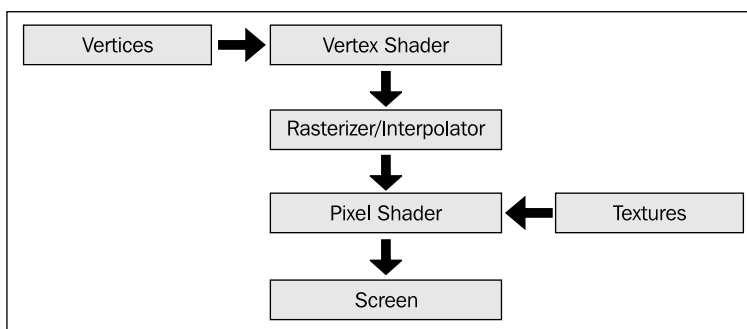 Vertices
Vertex Shader
Rasterizer/Interpolator
Pixel Shader
Textures
Screen